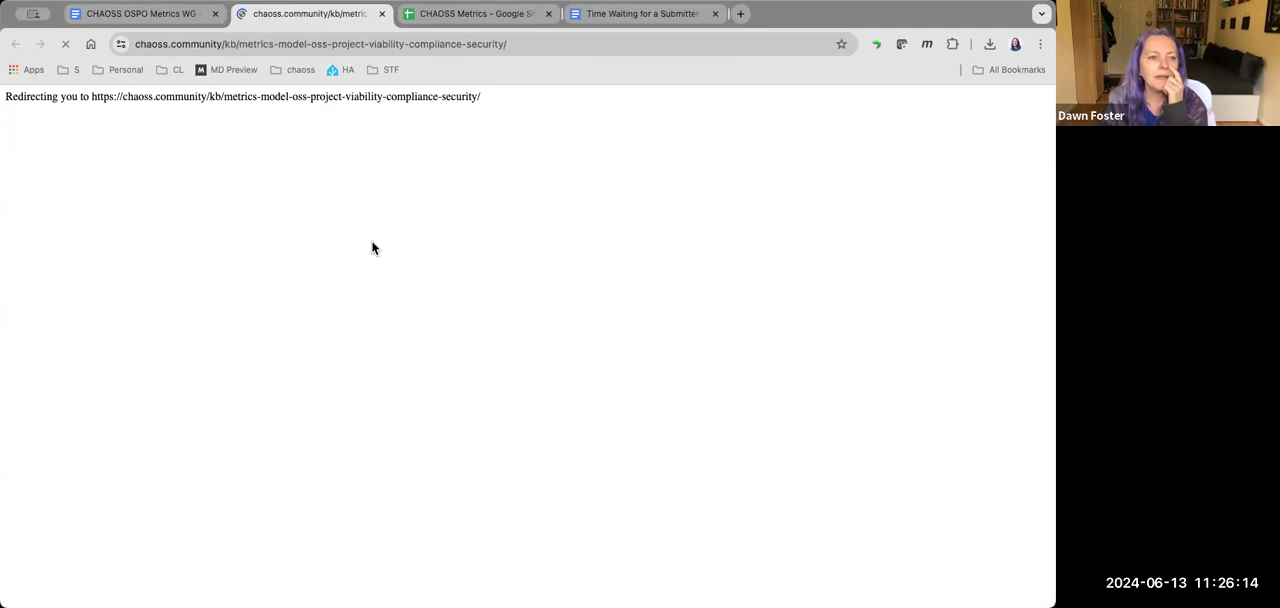 CHAOSS OSPO Metrics WG -
chaoss.community/kb/metric
CHAOSS Metrics - Google Sh
Time Waiting for a Submitter
chaoss.community/kb/metrics-model-oss-project-viability-compliance-security/
m
Apps
S
Personal
CL
M
MD Preview
chaoss
HA
STF
All Bookmarks
Redirecting you to https://chaoss.community/kb/metrics-model-oss-project-viability-compliance-security/
Dawn Foster
2024-06-13 11:26:14